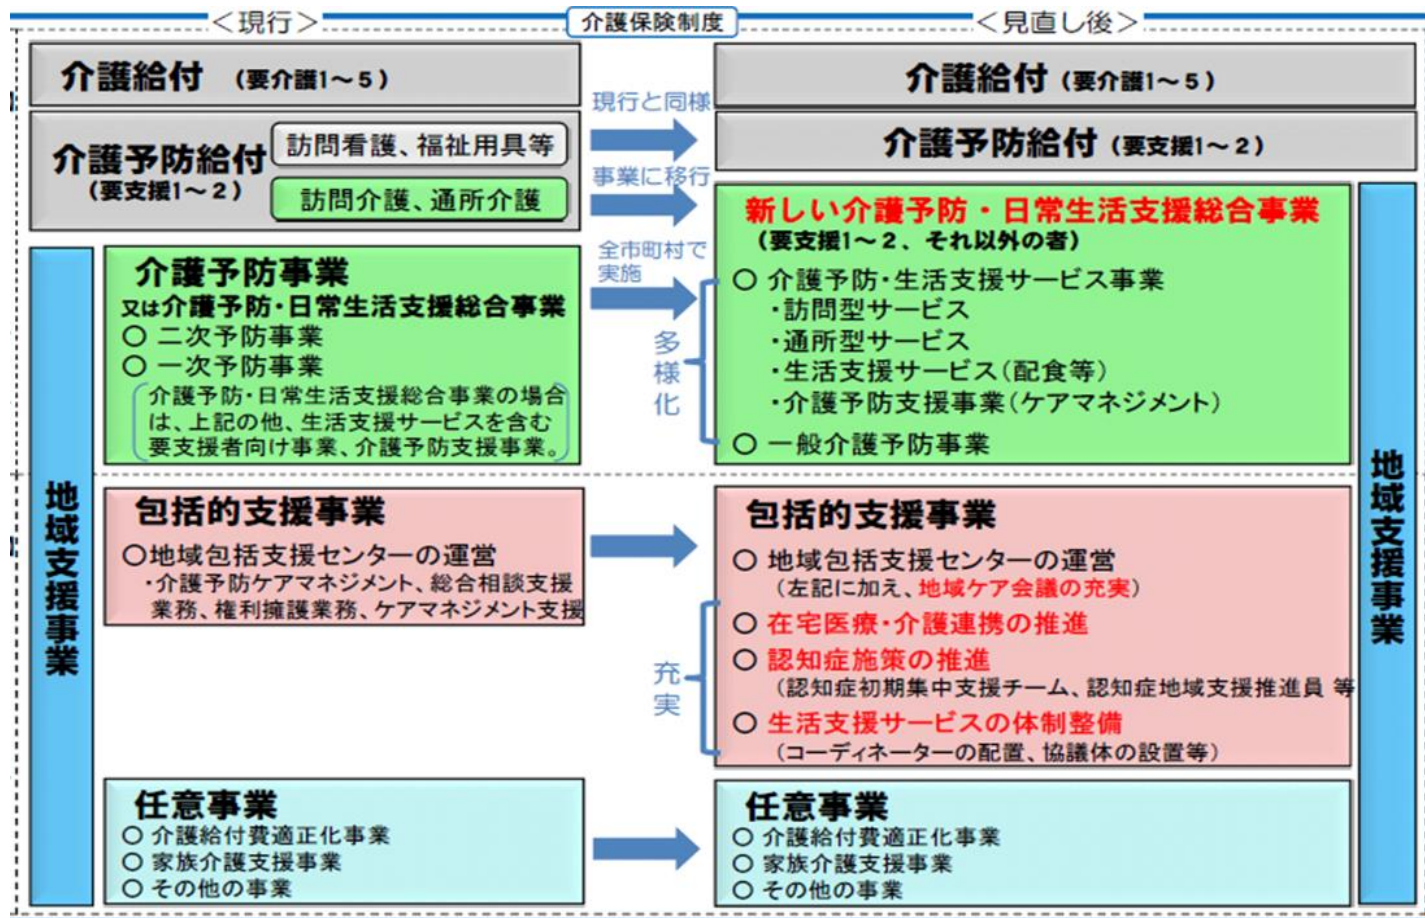 ＜現行＞
介護保険制度
＜見直し後＞
介護給付 (要介護1～5)
介護予防給付
(要支援1～2)
訪問看護、福祉用具等
訪問介護、通所介護
地域支援事業
介護予防事業
又は介護予防・日常生活支援総合事業
○ 二次予防事業
○ 一次予防事業
介護予防・日常生活支援総合事業の場合
は、上記の他、生活支援サービスを含む
要支援者向け事業、介護予防支援事業。
包括的支援事業
○地域包括支援センターの運営
・介護予防ケアマネジメント、総合相談支援
業務、権利擁護業務、ケアマネジメント支援
任意事業
○ 介護給付費適正化事業
○ 家族介護支援事業
○ その他の事業
現行と同様
事業に移行
全市町村で
実施
多様化
充実
介護給付 (要介護1～5)
介護予防給付 (要支援1～2)
新しい介護予防・日常生活支援総合事業
(要支援1～2、それ以外の者)
○ 介護予防・生活支援サービス事業
・訪問型サービス
・通所型サービス
・生活支援サービス(配食等)
・介護予防支援事業(ケアマネジメント)
○ 一般介護予防事業
包括的支援事業
○ 地域包括支援センターの運営
(左記に加え、地域ケア会議の充実)
○ 在宅医療・介護連携の推進
○ 認知症施策の推進
(認知症初期集中支援チーム、認知症地域支援推進員 等
○ 生活支援サービスの体制整備
(コーディネーターの配置、協議体の設置等)
任意事業
○ 介護給付費適正化事業
○ 家族介護支援事業
○ その他の事業
地域支援事業